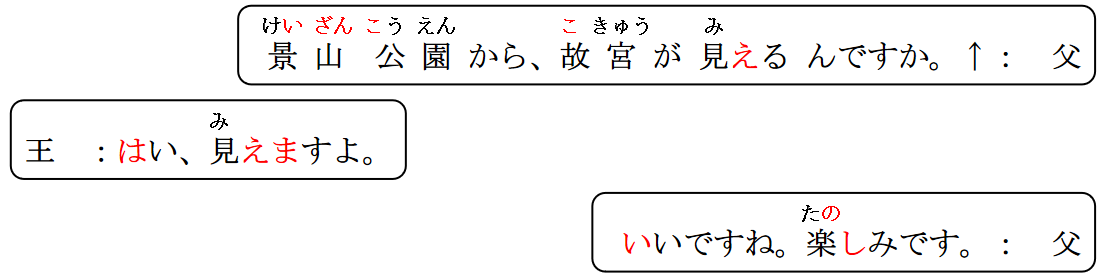 けい ざん こう えん こ きゅう み
景 山 公 園 から、故 宮 が 見える んですか。↑： 父
み
王 ：はい、見えますよ。
たの
いいですね。楽しみです。： 父